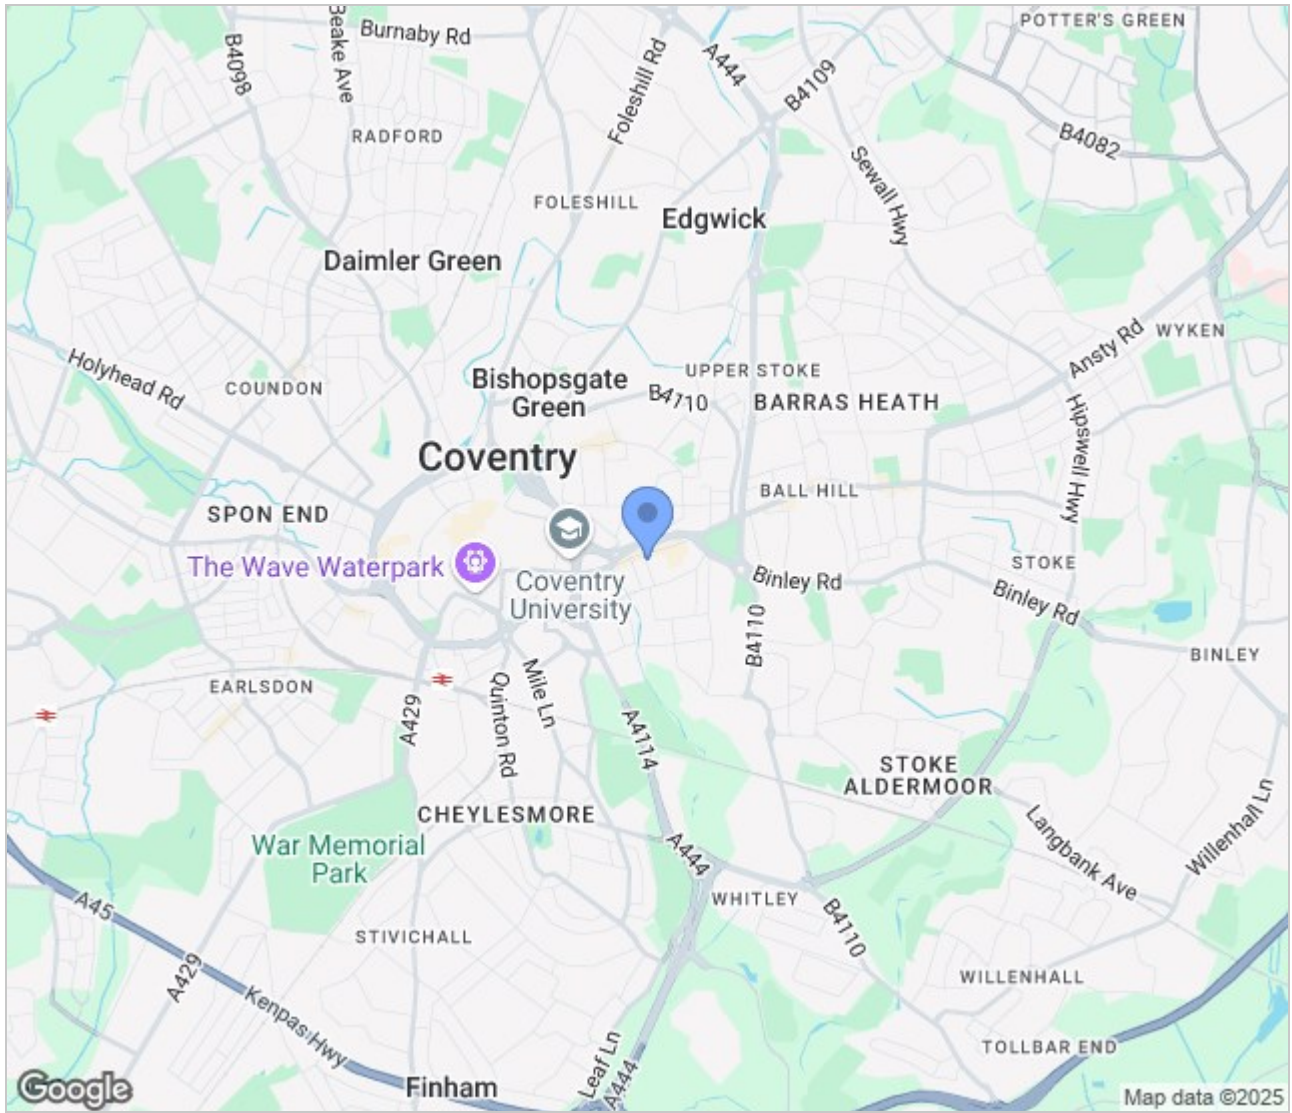 POTTER'S GREEN
Burnaby Rd
Beake Ave
B4098
Foleshill Rd
A444
B4109
RADFORD
B4082
Sewall Hwy
FOLESHILL
Edgwick
Daimler Green
WYKEN
Ansty Rd
Holyhead Rd
COUNDON
Bishopsgate
Green
UPPER STOKE
B4110
BARRAS HEATH
Hipswell Hwy
Coventry
BALL HILL
SPON END
The Wave Waterpark
Coventry
University
Binley Rd
STOKE
Binley Rd
B4110
BINLEY
EARLSDON
A429
Quinton Rd
Mile Ln
A4114
STOKE
ALDERMOOR
CHEYLESMORE
Langbank Ave
Willenhall Ln
War Memorial
Park
A444
WHITLEY
A45
B4110
STIVICHALL
A429
WILLENHALL
Kenpas Hwy
TOLLBAR END
Leaf Ln
A444
Finham
Google
Map data ©2025